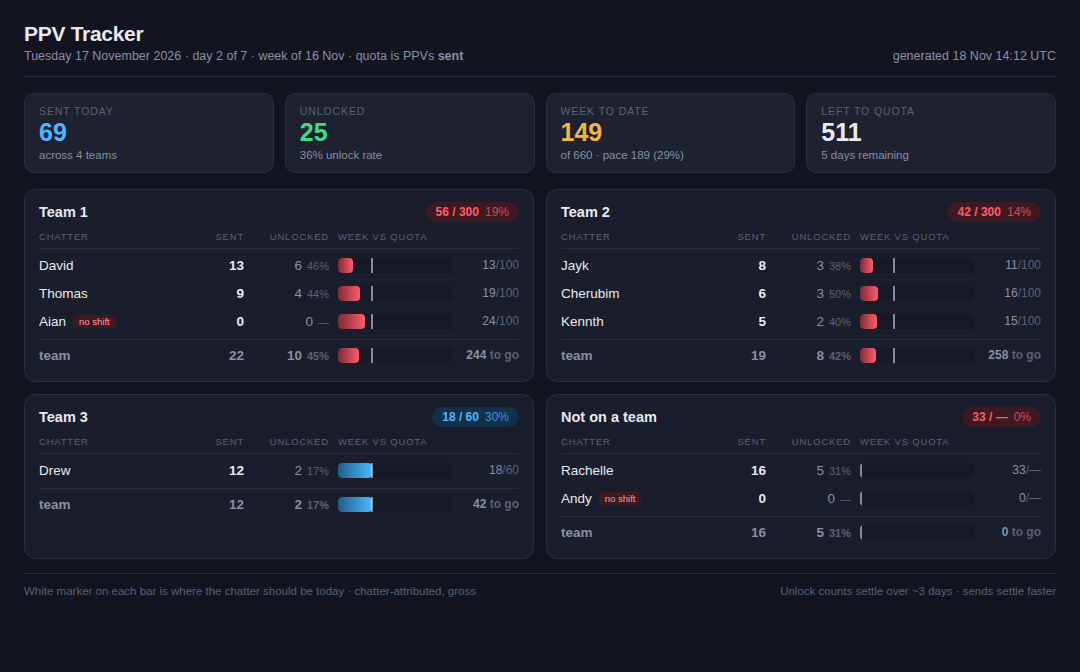 PPV Tracker
Tuesday 17 November 2026 · day 2 of 7 · week of 16 Nov · quota is PPVs sent
generated 18 Nov 14:12 UTC
SENT TODAY
69
across 4 teams
UNLOCKED
25
36% unlock rate
WEEK TO DATE
149
of 660 · pace 189 (29%)
LEFT TO QUOTA
511
5 days remaining
Team 1 56 / 300 19%
CHATTER SENT UNLOCKED WEEK VS QUOTA
David 13 6 46% 13/100
Thomas 9 4 44% 19/100
Aian no shift 0 0 — 24/100
team 22 10 45% 244 to go
Team 2 42 / 300 14%
CHATTER SENT UNLOCKED WEEK VS QUOTA
Jayk 8 3 38% 11/100
Cherubim 6 3 50% 16/100
Kennth 5 2 40% 15/100
team 19 8 42% 258 to go
Team 3 18 / 60 30%
CHATTER SENT UNLOCKED WEEK VS QUOTA
Drew 12 2 17% 18/60
team 12 2 17% 42 to go
Not on a team 33 / — 0%
CHATTER SENT UNLOCKED WEEK VS QUOTA
Rachelle 16 5 31% 33/—
Andy no shift 0 0 — 0/—
team 16 5 31% 0 to go
White marker on each bar is where the chatter should be today · chatter-attributed, gross
Unlock counts settle over ~3 days · sends settle faster